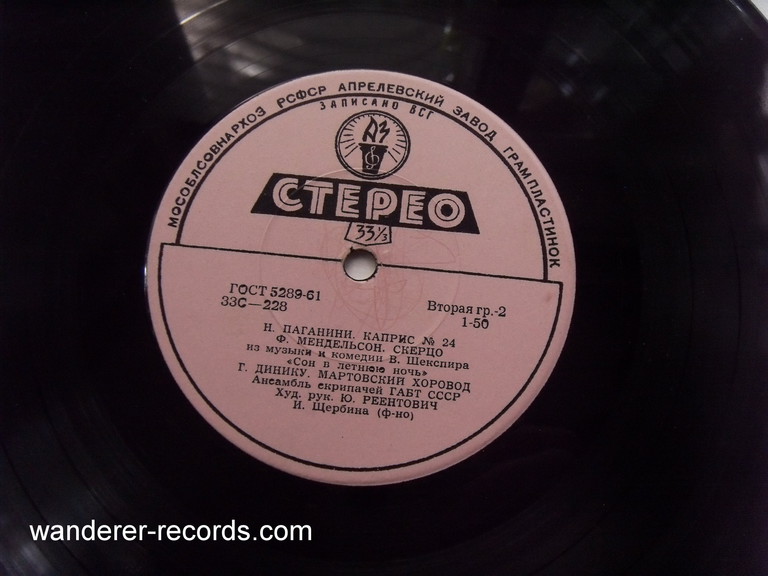 МОСОБЛСОВНАРХОЗ РСФСР АПРЕЛЕВСКИЙ ЗАВОД ГРАМПЛАСТИНОК
ЗАПИСАНО ВСГ
АЗ
СТЕРЕО
33⅓
ГОСТ 5289-61
33С—228
Вторая гр.-2
1-50
Н. ПАГАНИНИ. КАПРИС № 24
Ф. МЕНДЕЛЬСОН. СКЕРЦО
из музыки к комедии В. Шекспира
«Сон в летнюю ночь»
Г. ДИНИКУ. МАРТОВСКИЙ ХОРОВОД
Ансамбль скрипачей ГАБТ СССР
Худ. рук. Ю. РЕЕНТОВИЧ
И. Щербина (ф-но)
wanderer-records.com